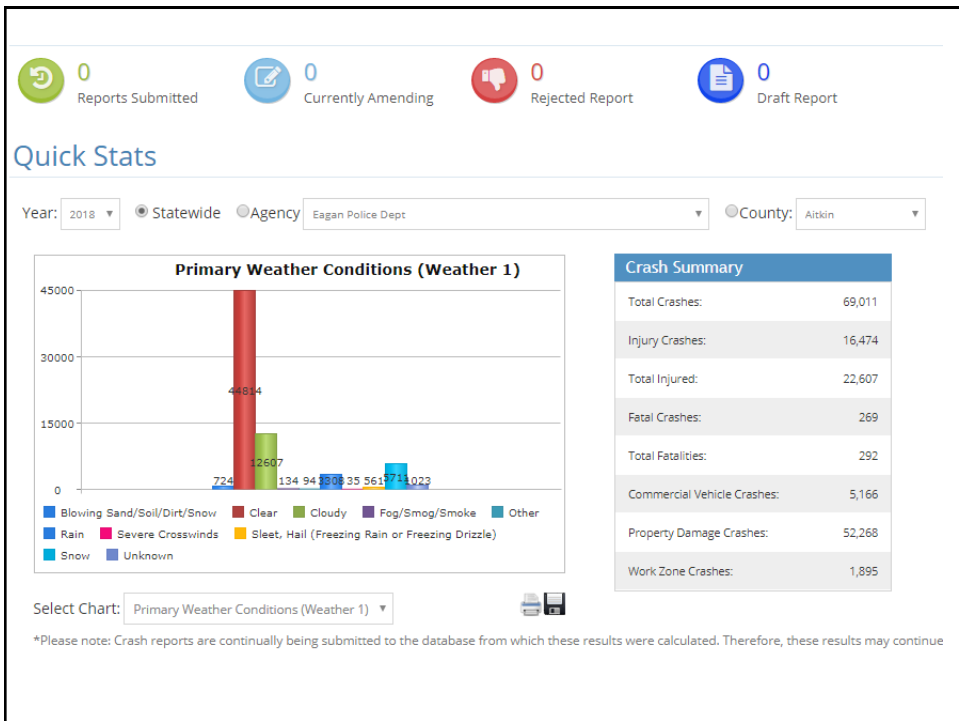 0
Reports Submitted
0
Currently Amending
0
Rejected Report
0
Draft Report
Quick Stats
Year: 2018 Statewide Agency Eagan Police Dept County: Aitkin
Primary Weather Conditions (Weather 1)
45000
30000
15000
0
724 44814 12607 134 94 3308 35 561 5711 1023
Blowing Sand/Soil/Dirt/Snow Clear Cloudy Fog/Smog/Smoke Other
Rain Severe Crosswinds Sleet, Hail (Freezing Rain or Freezing Drizzle)
Snow Unknown
Crash Summary
Total Crashes: 69,011
Injury Crashes: 16,474
Total Injured: 22,607
Fatal Crashes: 269
Total Fatalities: 292
Commercial Vehicle Crashes: 5,166
Property Damage Crashes: 52,268
Work Zone Crashes: 1,895
Select Chart: Primary Weather Conditions (Weather 1)
*Please note: Crash reports are continually being submitted to the database from which these results were calculated. Therefore, these results may continue